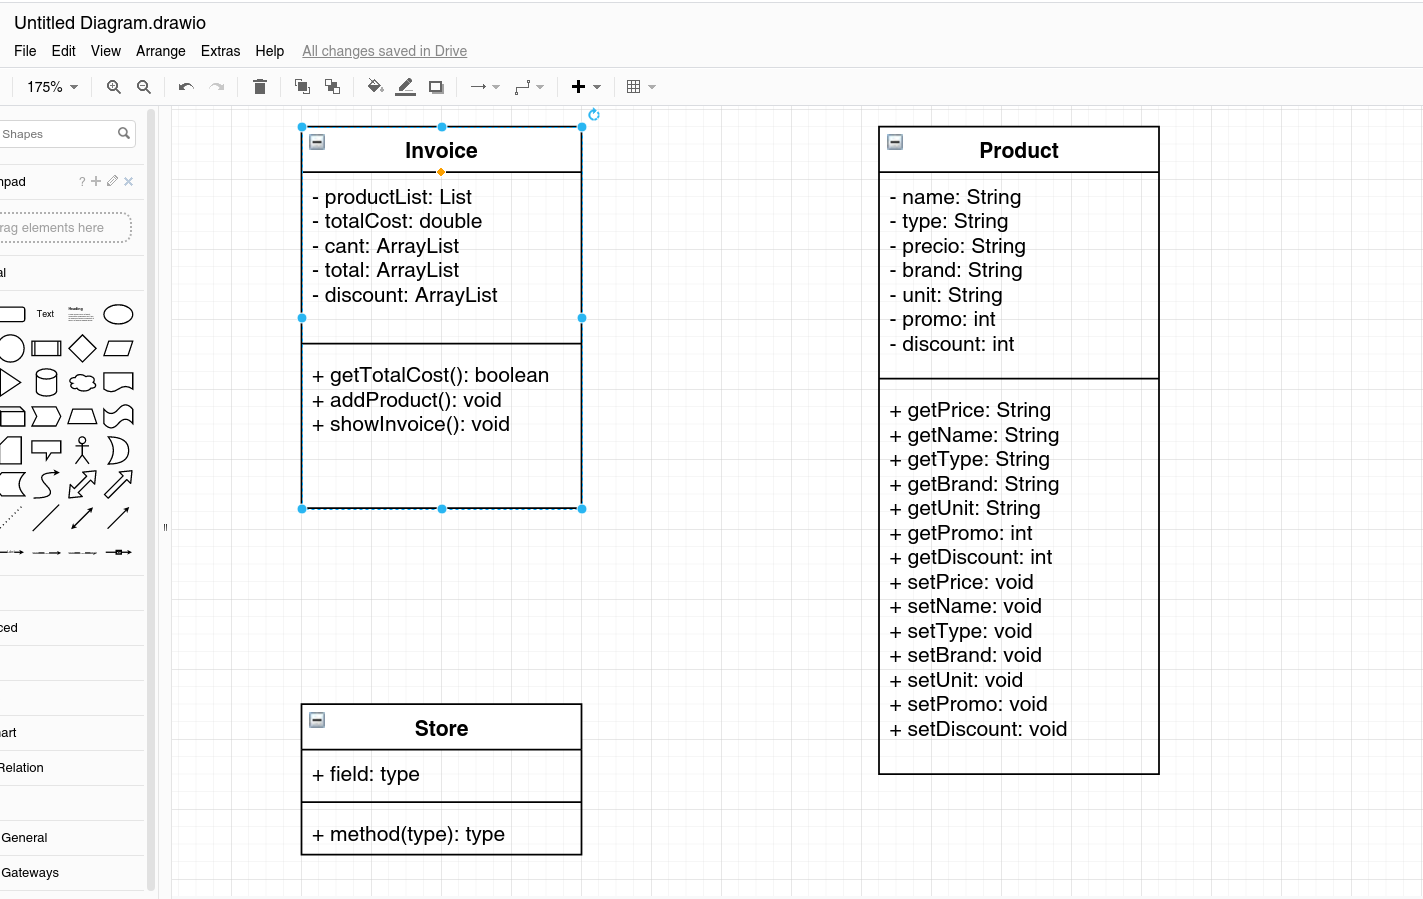 Untitled Diagram.drawio
File Edit View Arrange Extras Help All changes saved in Drive
175%
Shapes
npad ?
rag elements here
al
Text
Heading
ced
art
Relation
General
Gateways
Invoice
- productList: List
- totalCost: double
- cant: ArrayList
- total: ArrayList
- discount: ArrayList
+ getTotalCost(): boolean
+ addProduct(): void
+ showInvoice(): void
Product
- name: String
- type: String
- precio: String
- brand: String
- unit: String
- promo: int
- discount: int
+ getPrice: String
+ getName: String
+ getType: String
+ getBrand: String
+ getUnit: String
+ getPromo: int
+ getDiscount: int
+ setPrice: void
+ setName: void
+ setType: void
+ setBrand: void
+ setUnit: void
+ setPromo: void
+ setDiscount: void
Store
+ field: type
+ method(type): type